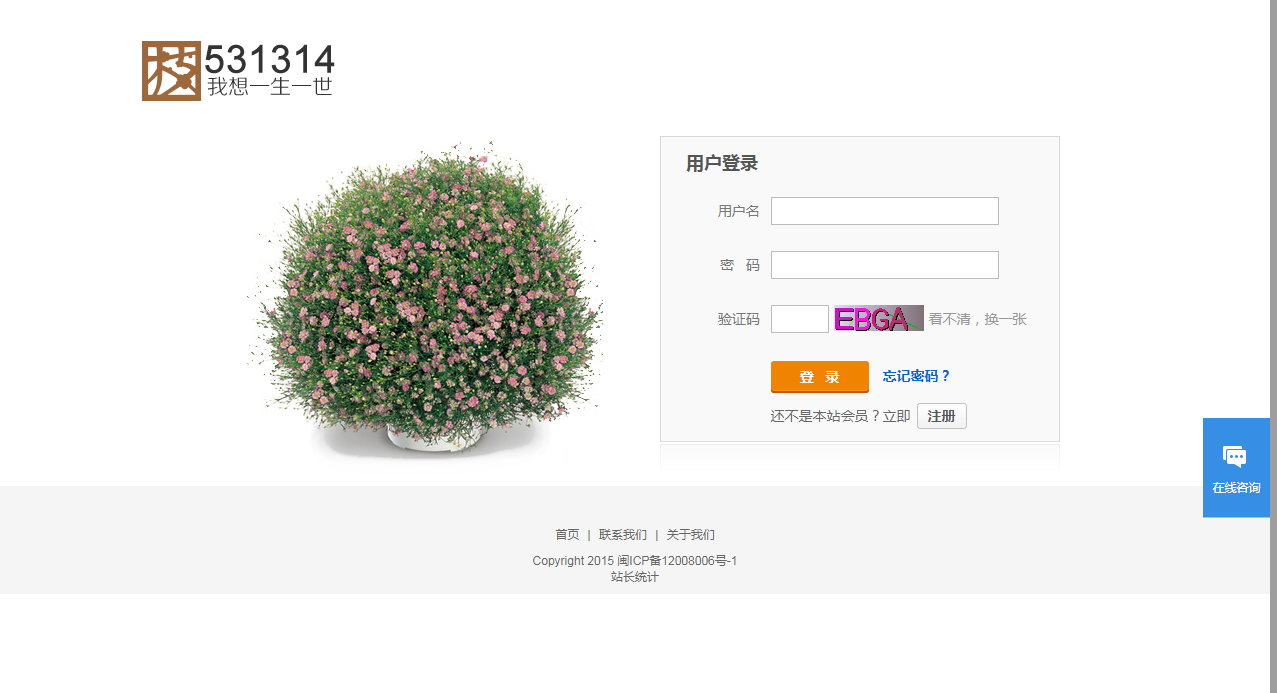 531314
我想一生一世
用户登录
用户名
密 码
验证码 EBGA 看不清，换一张
登 录 忘记密码？
还不是本站会员？立即 注册
在线咨询
首页 | 联系我们 | 关于我们
Copyright 2015 闽ICP备12008006号-1
站长统计